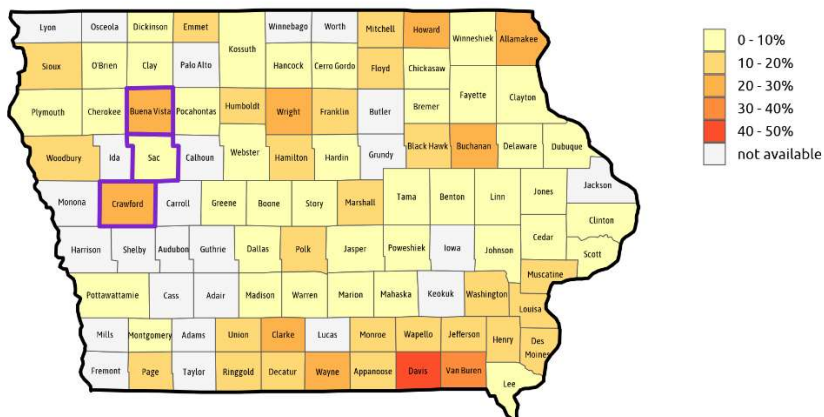 Lyon Osceola Dickinson Emmet Winnebago Worth Mitchell Howard Winneshiek Allamakee
Kossuth
Sioux O'Brien Clay Palo Alto Hancock Cerro Gordo Floyd Chickasaw
Plymouth Cherokee Buena Vista Pocahontas Humboldt Wright Franklin Butler Bremer Fayette Clayton
Woodbury Ida Sac Calhoun Webster Hamilton Hardin Grundy Black Hawk Buchanan Delaware Dubuque
Jackson
Monona Crawford Carroll Greene Boone Story Marshall Tama Benton Linn Jones
Clinton
Cedar
Harrison Shelby Audubon Guthrie Dallas Polk Jasper Poweshiek Iowa Johnson Scott
Muscatine
Pottawattamie Cass Adair Madison Warren Marion Mahaska Keokuk Washington
Louisa
Mills Montgomery Adams Union Clarke Lucas Monroe Wapello Jefferson Henry Des
Moines
Fremont Page Taylor Ringgold Decatur Wayne Appanoose Davis Van Buren
Lee
0 - 10%
10 - 20%
20 - 30%
30 - 40%
40 - 50%
not available